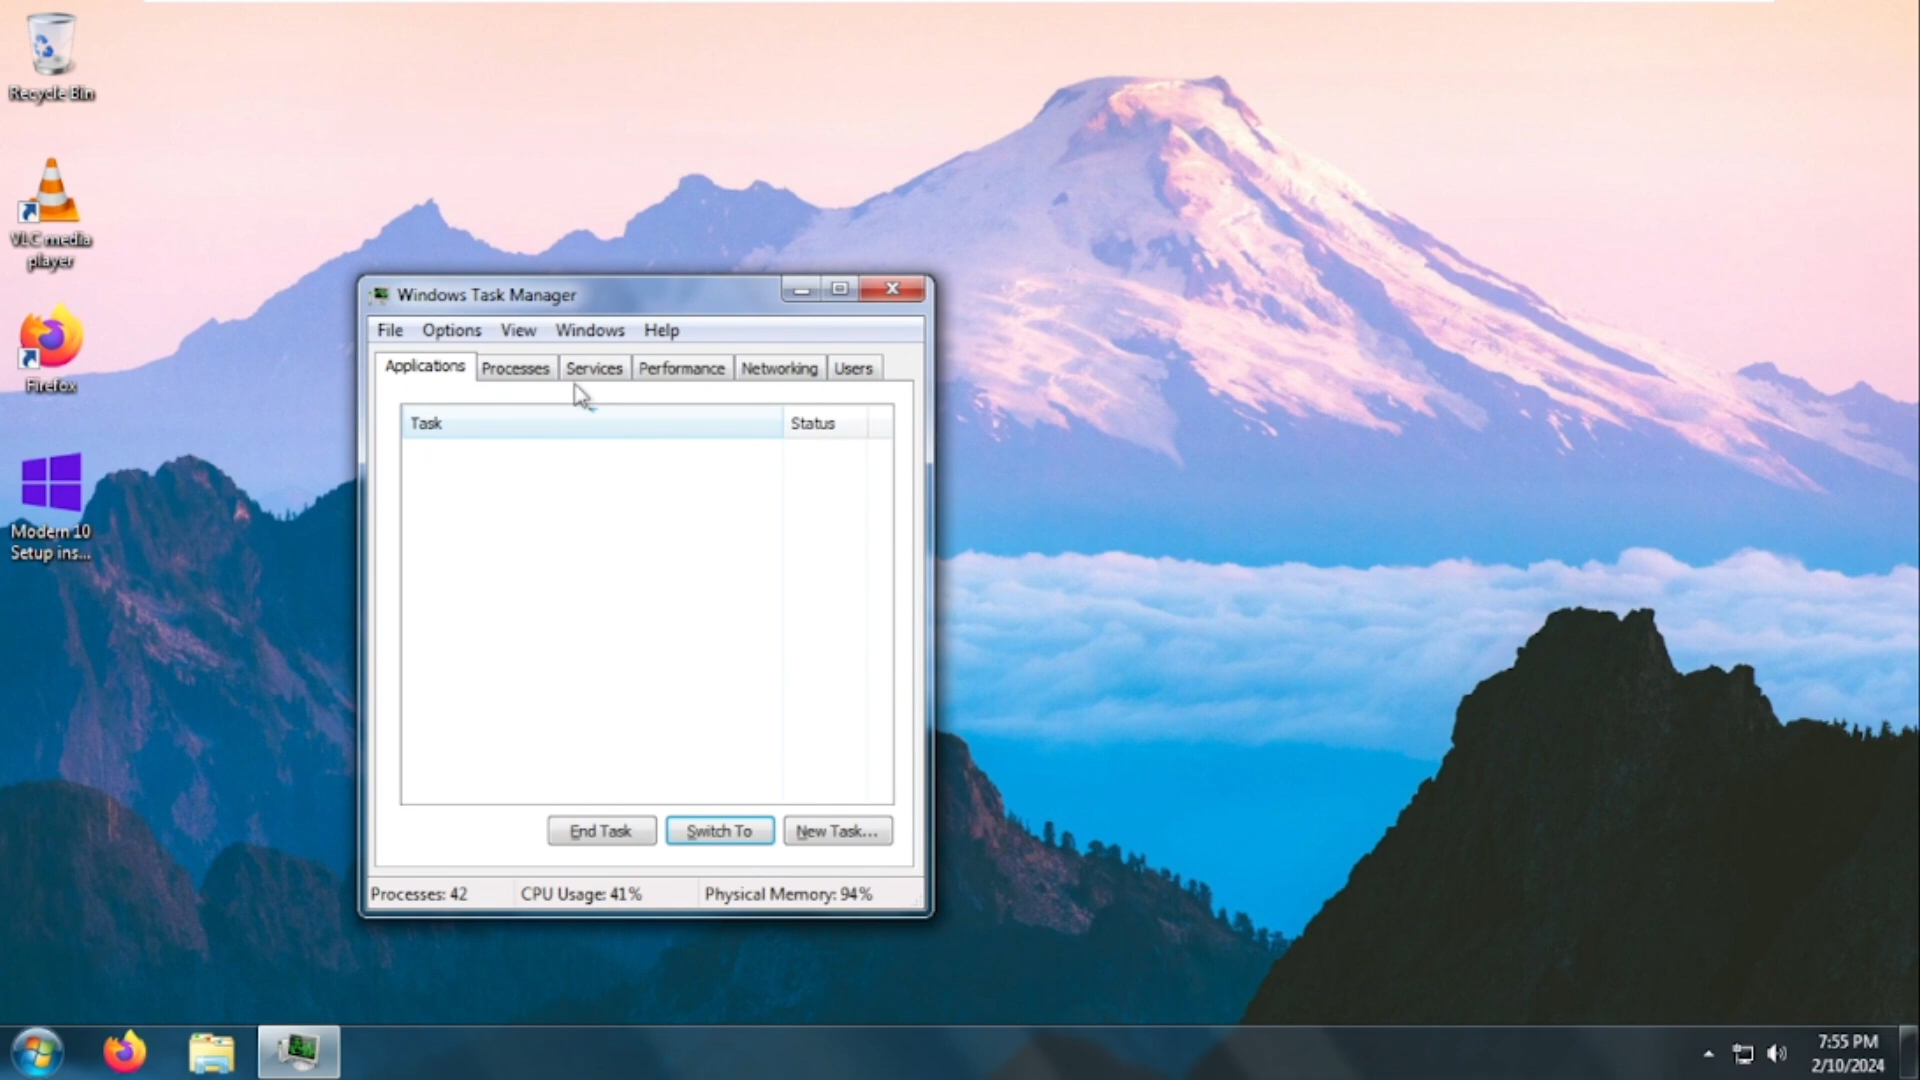 Recycle Bin
VLC media
player
Firefox
Modern 10
Setup ins...
Windows Task Manager
File Options View Windows Help
Applications Processes Services Performance Networking Users
Task Status
End Task Switch To New Task...
Processes: 42 CPU Usage: 41% Physical Memory: 94%
7:55 PM
2/10/2024